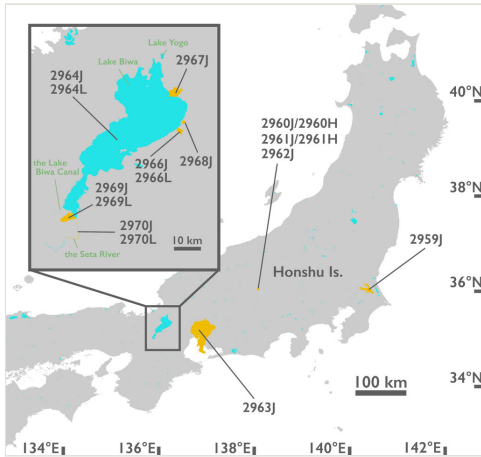 Lake Yogo
Lake Biwa
2967J
2964J
2964L
2966J
2966L
2968J
the Lake
Biwa Canal
2969J
2969L
2970J
2970L
the Seta River
10 km
2960J/2960H
2961J/2961H
2962J
Honshu Is.
2959J
2963J
100 km
40°N
38°N
36°N
34°N
134°E
136°E
138°E
140°E
142°E